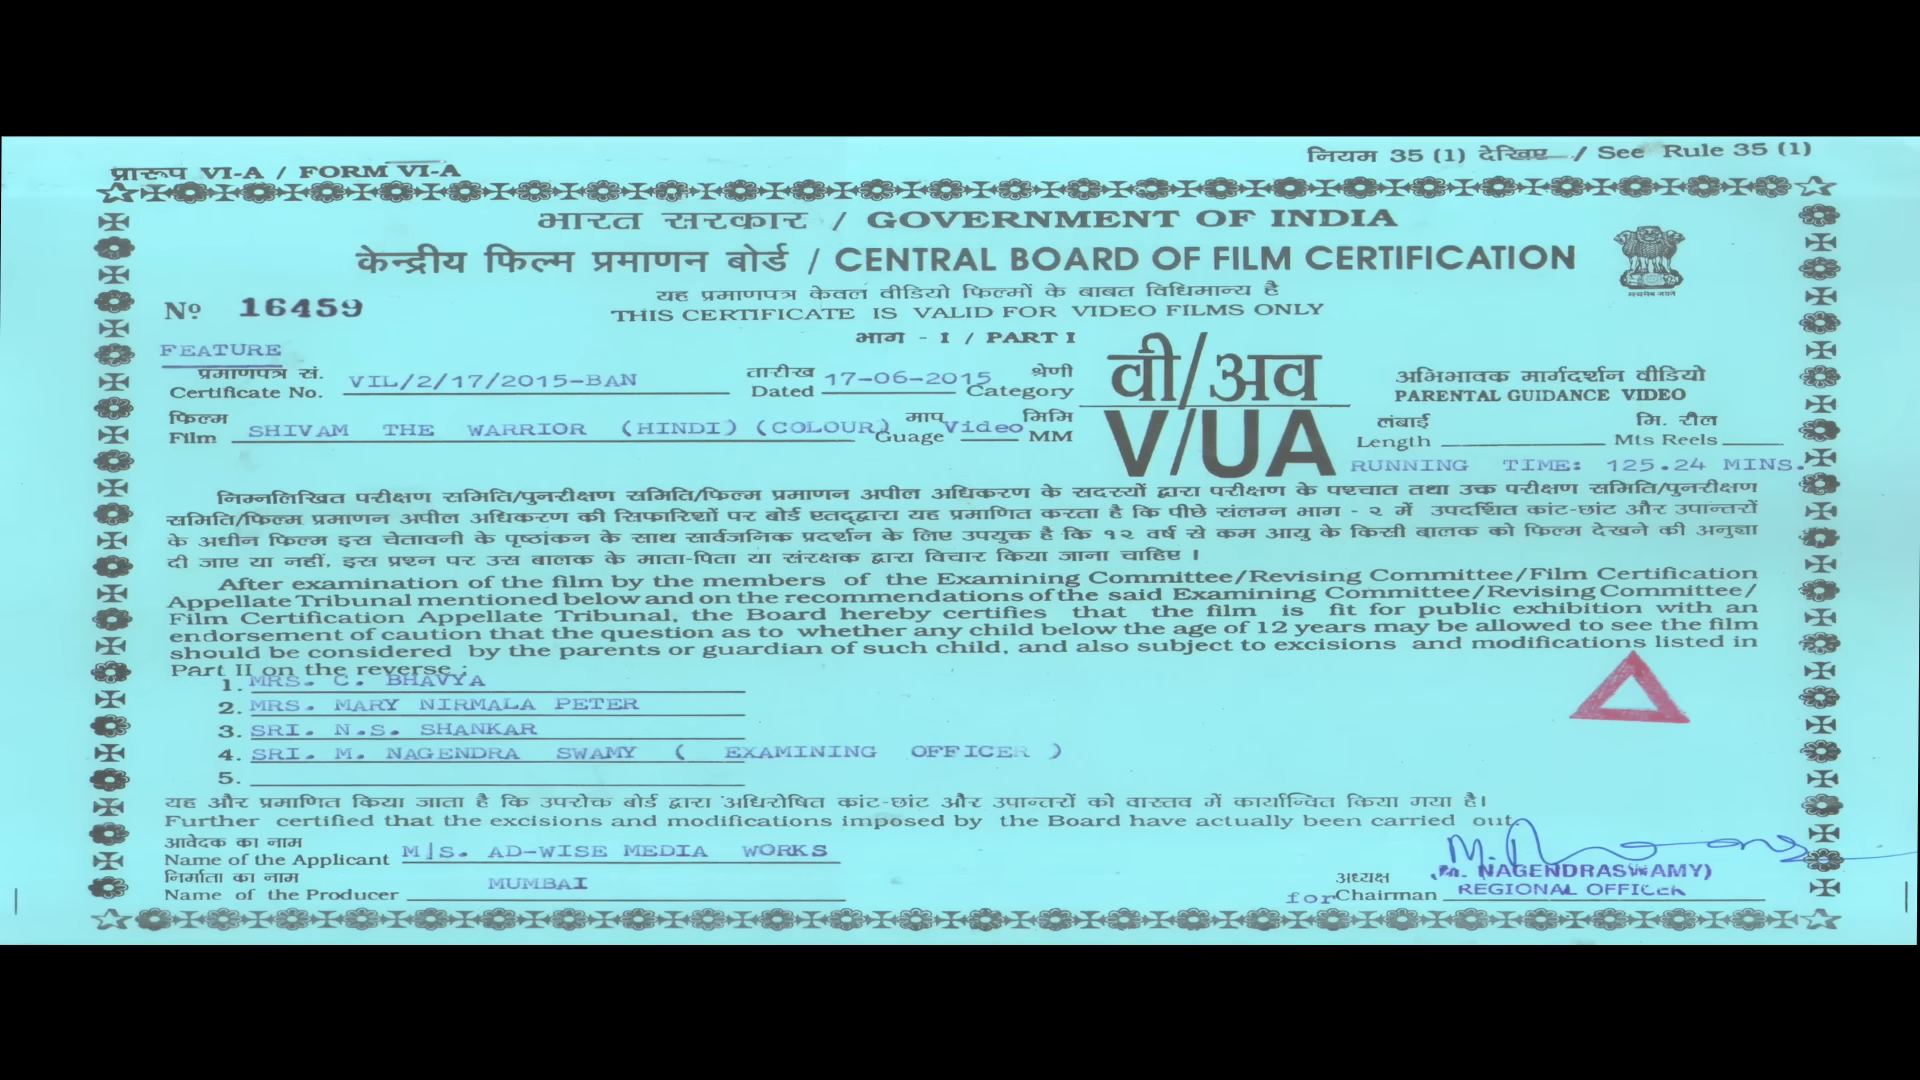 प्रारूप VI-A / FORM VI-A
नियम 35 (1) देखिए / See Rule 35 (1)
भारत सरकार / GOVERNMENT OF INDIA
केन्द्रीय फिल्म प्रमाणन बोर्ड / CENTRAL BOARD OF FILM CERTIFICATION
यह प्रमाणपत्र केवल वीडियो फिल्मों के बाबत विधिमान्य है
Nº 16459
THIS CERTIFICATE IS VALID FOR VIDEO FILMS ONLY
भाग - I / PART I
FEATURE
प्रमाणपत्र सं. तारीख श्रेणी
Certificate No. VIL/2/17/2015-BAN Dated 17-06-2015 Category
वी/अव
V/UA
अभिभावक मार्गदर्शन वीडियो
PARENTAL GUIDANCE VIDEO
फिल्म माप मिमि
Film SHIVAM THE WARRIOR (HINDI) (COLOUR) Guage Video MM
लंबाई मि. रील
Length Mts Reels
RUNNING TIME: 125.24 MINS.
निम्नलिखित परीक्षण समिति/पुनरीक्षण समिति/फिल्म प्रमाणन अपील अधिकरण के सदस्यों द्वारा परीक्षण के पश्चात तथा उक्त परीक्षण समिति/पुनरीक्षण
समिति/फिल्म प्रमाणन अपील अधिकरण की सिफारिशों पर बोर्ड एतद्द्वारा यह प्रमाणित करता है कि पीछे संलग्न भाग - २ में उपदर्शित कांट-छांट और उपान्तरों
के अधीन फिल्म इस चेतावनी के पृष्ठांकन के साथ सार्वजनिक प्रदर्शन के लिए उपयुक्त है कि १२ वर्ष से कम आयु के किसी बालक को फिल्म देखने की अनुज्ञा
दी जाए या नहीं, इस प्रश्न पर उस बालक के माता-पिता या संरक्षक द्वारा विचार किया जाना चाहिए ।
After examination of the film by the members of the Examining Committee/Revising Committee/Film Certification
Appellate Tribunal mentioned below and on the recommendations of the said Examining Committee/Revising Committee/
Film Certification Appellate Tribunal, the Board hereby certifies that the film is fit for public exhibition with an
endorsement of caution that the question as to whether any child below the age of 12 years may be allowed to see the film
should be considered by the parents or guardian of such child, and also subject to excisions and modifications listed in
Part II on the reverse :
1. MRS. C. BHAVYA
2. MRS. MARY NIRMALA PETER
3. SRI. N.S. SHANKAR
4. SRI. M. NAGENDRA SWAMY ( EXAMINING OFFICER )
5.
यह और प्रमाणित किया जाता है कि उपरोक्त बोर्ड द्वारा अधिरोपित कांट-छांट और उपान्तरों को वास्तव में कार्यान्वित किया गया है।
Further certified that the excisions and modifications imposed by the Board have actually been carried out
आवेदक का नाम
Name of the Applicant M/S. AD-WISE MEDIA WORKS
निर्माता का नाम
MUMBAI
Name of the Producer
(M. NAGENDRASWAMY)
अध्यक्ष
REGIONAL OFFICER
for Chairman